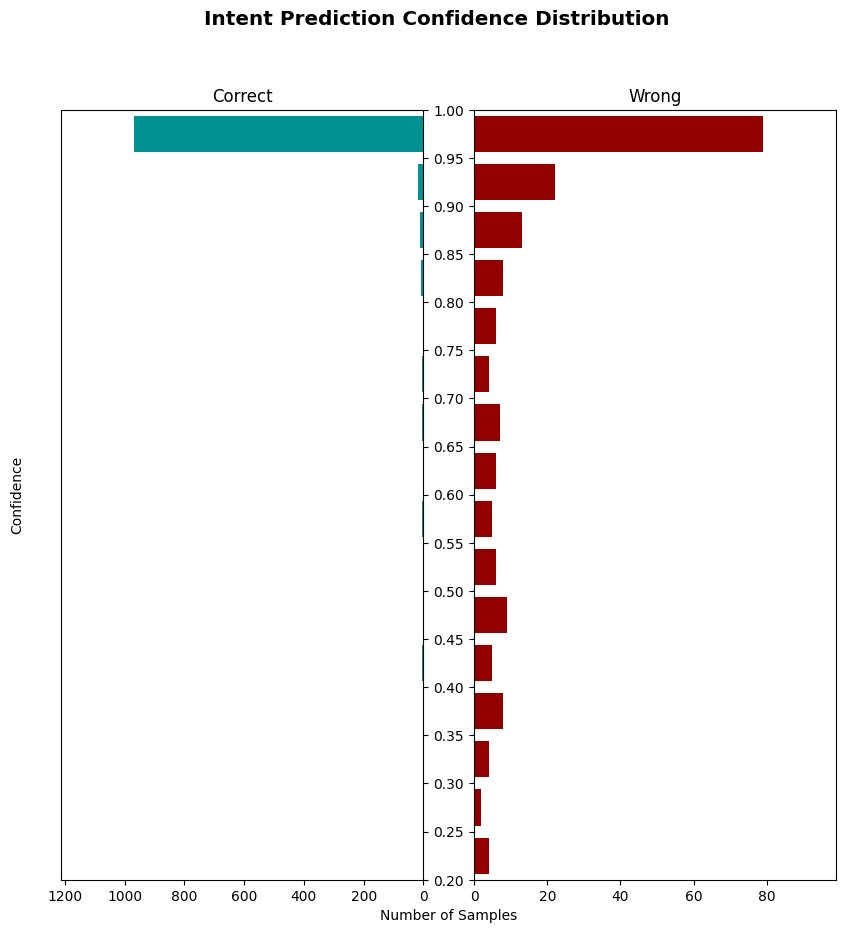 Intent Prediction Confidence Distribution
Correct
Wrong
1.00
0.95
0.90
0.85
0.80
0.75
0.70
0.65
0.60
0.55
0.50
0.45
0.40
0.35
0.30
0.25
0.20
Confidence
1200 1000 800 600 400 200 0
0 20 40 60 80
Number of Samples